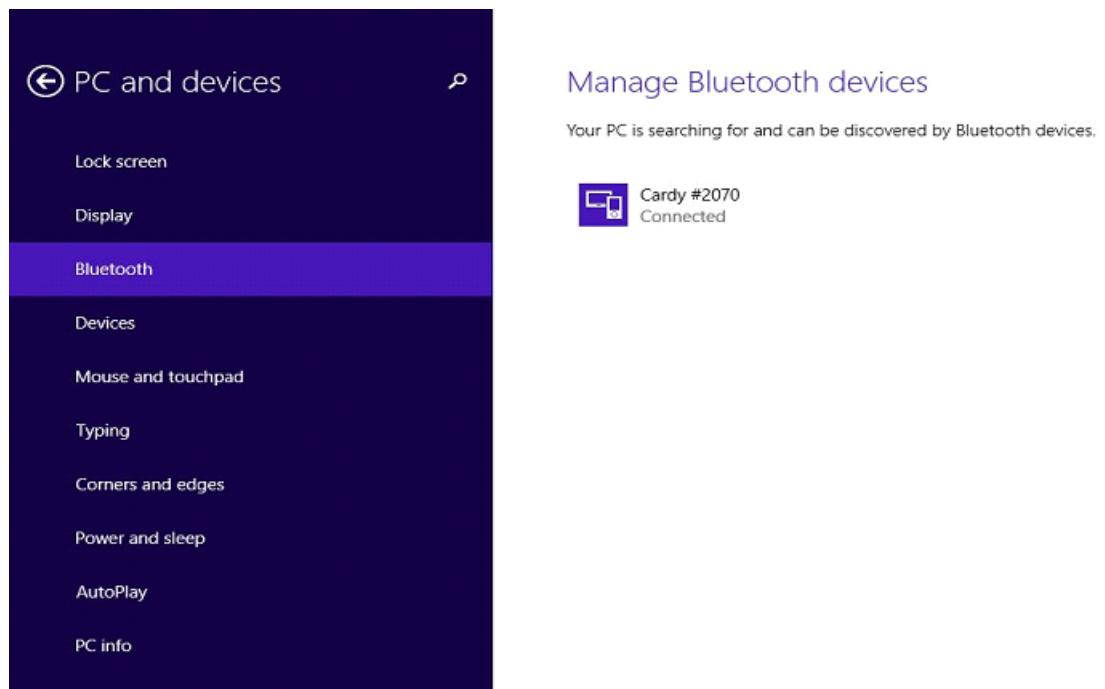 PC and devices
Lock screen
Display
Bluetooth
Devices
Mouse and touchpad
Typing
Corners and edges
Power and sleep
AutoPlay
PC info
Manage Bluetooth devices
Your PC is searching for and can be discovered by Bluetooth devices.
Cardy #2070
Connected